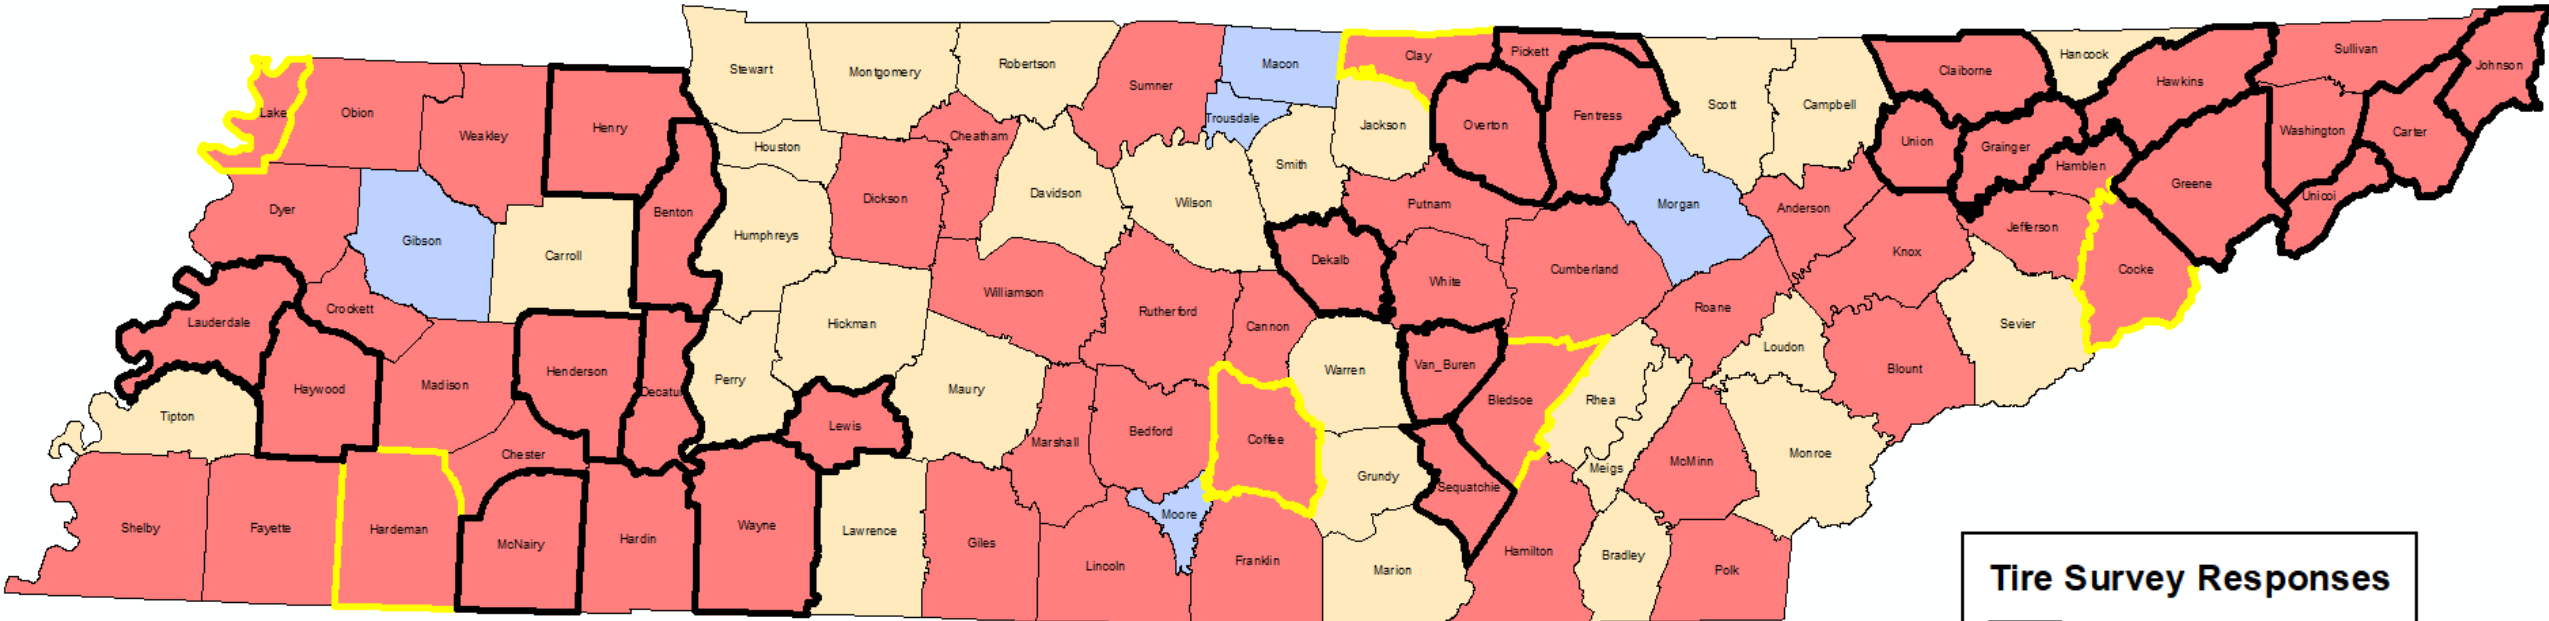 Stewart
Montgomery
Robertson
Sumner
Macon
Clay
Pickett
Scott
Campbell
Claiborne
Hancock
Hawkins
Sullivan
Johnson
Lake
Obion
Weakley
Henry
Houston
Cheatham
Trousdale
Jackson
Overton
Fentress
Union
Grainger
Hamblen
Washington
Carter
Dyer
Gibson
Carroll
Benton
Humphreys
Dickson
Davidson
Wilson
Smith
Putnam
Morgan
Anderson
Knox
Jefferson
Greene
Unicoi
Lauderdale
Crockett
Hickman
Williamson
Rutherford
Cannon
Dekalb
White
Cumberland
Roane
Loudon
Blount
Sevier
Cocke
Tipton
Haywood
Madison
Henderson
Decatur
Perry
Lewis
Maury
Marshall
Bedford
Coffee
Warren
Van_Buren
Bledsoe
Rhea
Meigs
McMinn
Monroe
Shelby
Fayette
Hardeman
Chester
McNairy
Hardin
Wayne
Lawrence
Giles
Lincoln
Moore
Franklin
Grundy
Marion
Sequatchie
Hamilton
Bradley
Polk
Tire Survey Responses